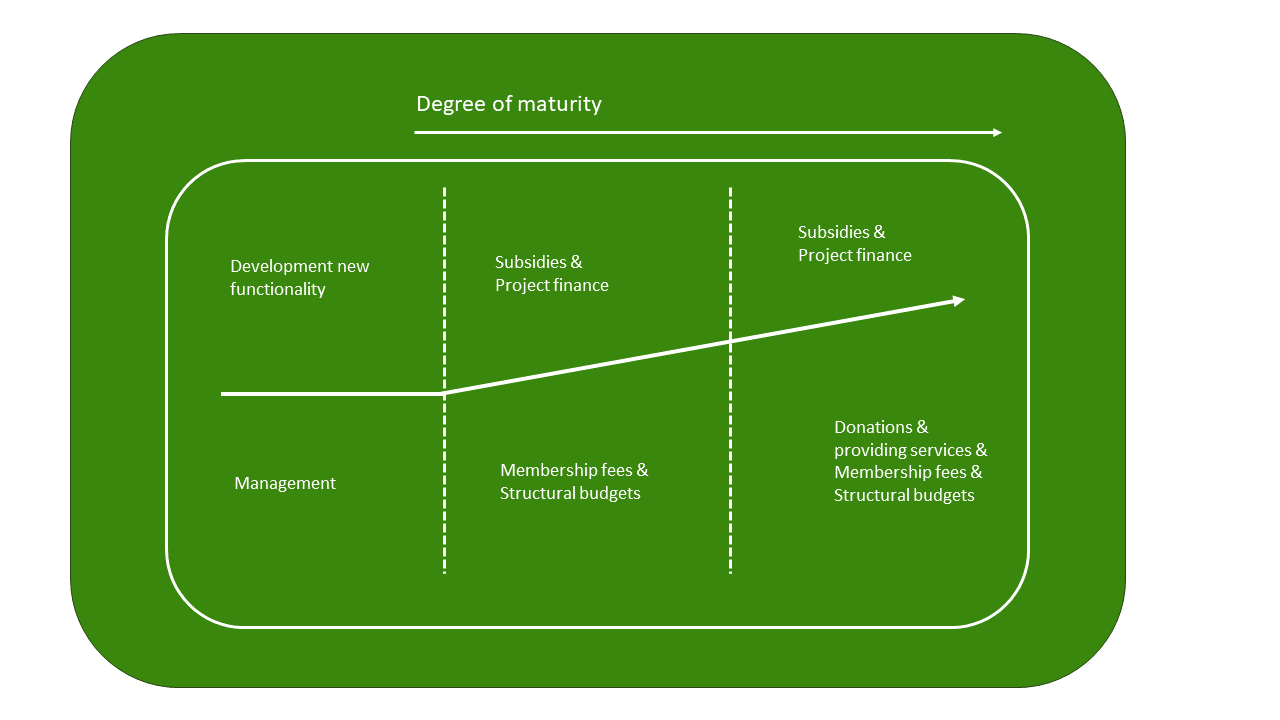 Degree of maturity
Development new
functionality
Subsidies &
Project finance
Subsidies &
Project finance
Management
Membership fees &
Structural budgets
Donations &
providing services &
Membership fees &
Structural budgets